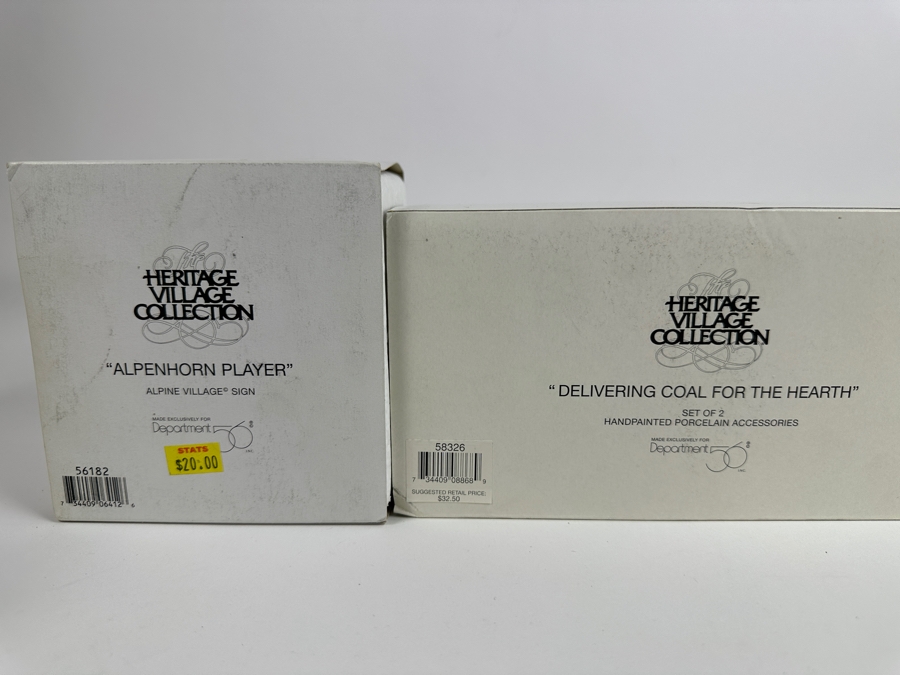 The
HERITAGE
VILLAGE
COLLECTION
"ALPENHORN PLAYER"
ALPINE VILLAGE© SIGN
MADE EXCLUSIVELY FOR
Department 56®
INC.
STATS
$20.00
56182
7 34409 06412 6
The
HERITAGE
VILLAGE
COLLECTION
"DELIVERING COAL FOR THE HEARTH"
SET OF 2
HANDPAINTED PORCELAIN ACCESSORIES
MADE EXCLUSIVELY FOR
Department 56®
INC.
58326
7 34409 08868 9
SUGGESTED RETAIL PRICE:
$32.50